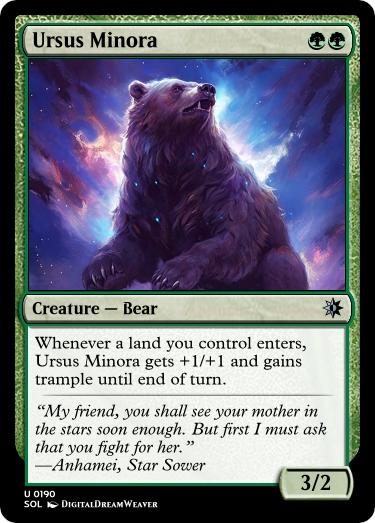 Ursus Minora
Creature — Bear
Whenever a land you control enters,
Ursus Minora gets +1/+1 and gains
trample until end of turn.
“My friend, you shall see your mother in
the stars soon enough. But first I must ask
that you fight for her.”
—Anhamei, Star Sower
3/2
U 0190
SOL DigitalDreamWeaver